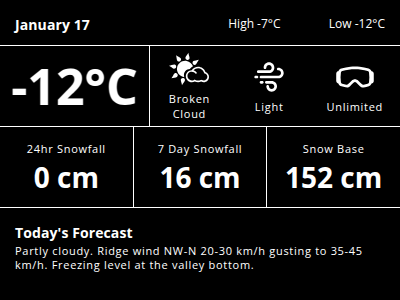 January 17
High -7°C
Low -12°C
-12°C
Broken
Cloud
Light
Unlimited
24hr Snowfall
0 cm
7 Day Snowfall
16 cm
Snow Base
152 cm
Today's Forecast
Partly cloudy. Ridge wind NW-N 20-30 km/h gusting to 35-45
km/h. Freezing level at the valley bottom.